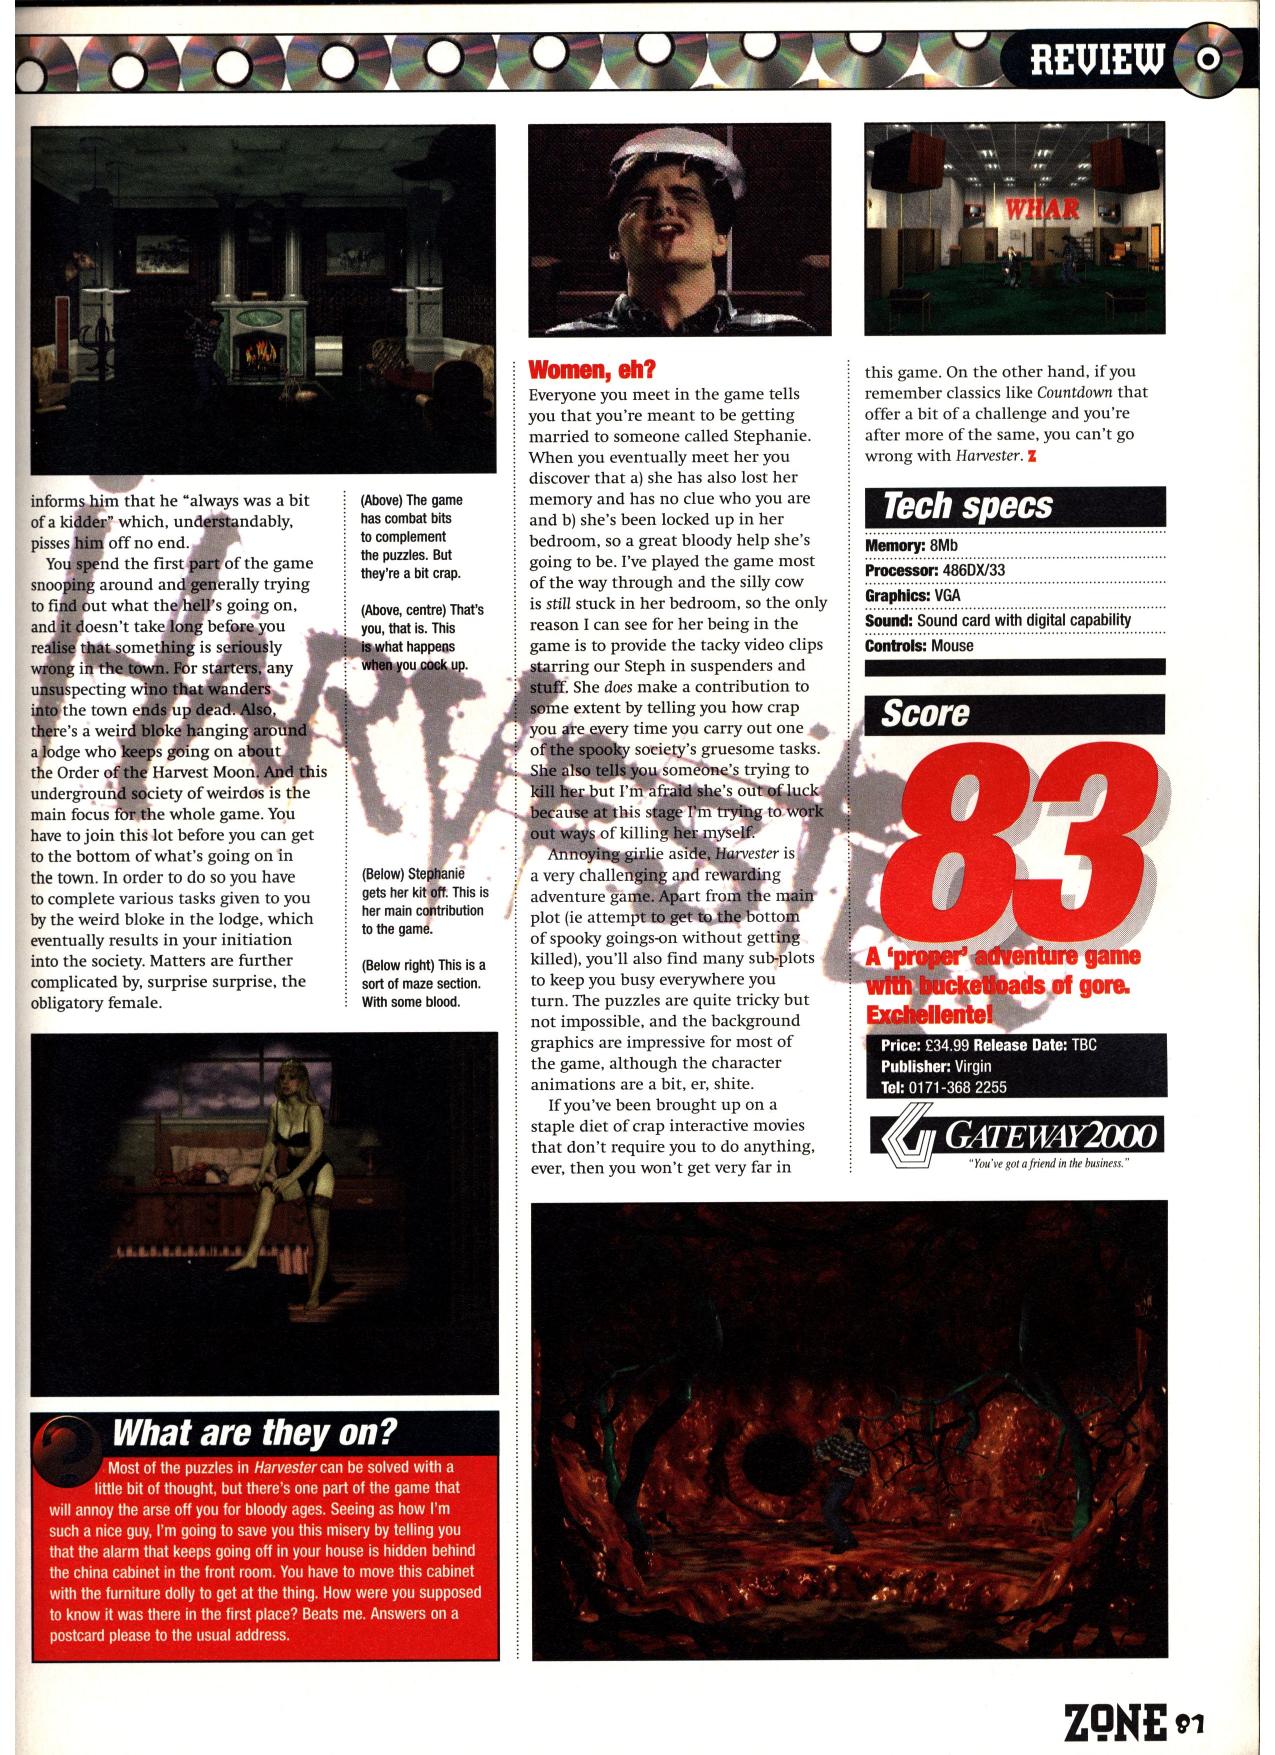 REVIEW
WHAR
informs him that he “always was a bit
of a kidder” which, understandably,
pisses him off no end.
You spend the first part of the game
snooping around and generally trying
to find out what the hell’s going on,
and it doesn’t take long before you
realise that something is seriously
wrong in the town. For starters, any
unsuspecting wino that wanders
into the town ends up dead. Also,
there’s a weird bloke hanging around
a lodge who keeps going on about
the Order of the Harvest Moon. And this
underground society of weirdos is the
main focus for the whole game. You
have to join this lot before you can get
to the bottom of what’s going on in
the town. In order to do so you have
to complete various tasks given to you
by the weird bloke in the lodge, which
eventually results in your initiation
into the society. Matters are further
complicated by, surprise surprise, the
obligatory female.
(Above) The game
has combat bits
to complement
the puzzles. But
they’re a bit crap.
(Above, centre) That’s
you, that is. This
is what happens
when you cock up.
(Below) Stephanie
gets her kit off. This is
her main contribution
to the game.
(Below right) This is a
sort of maze section.
With some blood.
HARVESTER
Women, eh?
Everyone you meet in the game tells
you that you’re meant to be getting
married to someone called Stephanie.
When you eventually meet her you
discover that a) she has also lost her
memory and has no clue who you are
and b) she’s been locked up in her
bedroom, so a great bloody help she’s
going to be. I’ve played the game most
of the way through and the silly cow
is still stuck in her bedroom, so the only
reason I can see for her being in the
game is to provide the tacky video clips
starring our Steph in suspenders and
stuff. She does make a contribution to
some extent by telling you how crap
you are every time you carry out one
of the spooky society’s gruesome tasks.
She also tells you someone’s trying to
kill her but I’m afraid she’s out of luck
because at this stage I’m trying to work
out ways of killing her myself.
Annoying girlie aside, Harvester is
a very challenging and rewarding
adventure game. Apart from the main
plot (ie attempt to get to the bottom
of spooky goings-on without getting
killed), you’ll also find many sub-plots
to keep you busy everywhere you
turn. The puzzles are quite tricky but
not impossible, and the background
graphics are impressive for most of
the game, although the character
animations are a bit, er, shite.
If you’ve been brought up on a
staple diet of crap interactive movies
that don’t require you to do anything,
ever, then you won’t get very far in
this game. On the other hand, if you
remember classics like Countdown that
offer a bit of a challenge and you’re
after more of the same, you can’t go
wrong with Harvester. Z
Tech specs
Memory: 8Mb
Processor: 486DX/33
Graphics: VGA
Sound: Sound card with digital capability
Controls: Mouse
Score
83
A ‘proper’ adventure game
with bucketloads of gore.
Exchellente!
Price: £34.99 Release Date: TBC
Publisher: Virgin
Tel: 0171-368 2255
GATEWAY2000
“You’ve got a friend in the business.”
What are they on?
Most of the puzzles in Harvester can be solved with a
little bit of thought, but there’s one part of the game that
will annoy the arse off you for bloody ages. Seeing as how I’m
such a nice guy, I’m going to save you this misery by telling you
that the alarm that keeps going off in your house is hidden behind
the china cabinet in the front room. You have to move this cabinet
with the furniture dolly to get at the thing. How were you supposed
to know it was there in the first place? Beats me. Answers on a
postcard please to the usual address.
ZONE 87